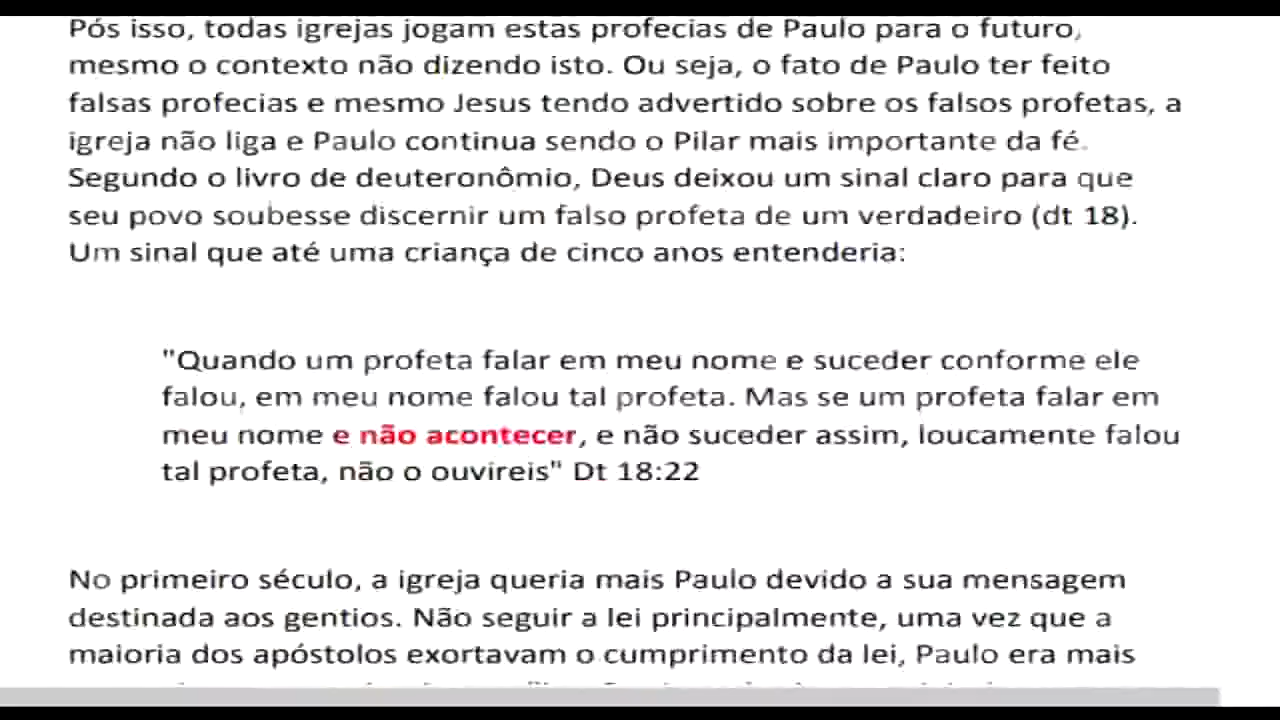 Pós isso, todas igrejas jogam estas profecias de Paulo para o futuro,
mesmo o contexto não dizendo isto. Ou seja, o fato de Paulo ter feito
falsas profecias e mesmo Jesus tendo advertido sobre os falsos profetas, a
igreja não liga e Paulo continua sendo o Pilar mais importante da fé.
Segundo o livro de deuteronômio, Deus deixou um sinal claro para que
seu povo soubesse discernir um falso profeta de um verdadeiro (dt 18).
Um sinal que até uma criança de cinco anos entenderia:
"Quando um profeta falar em meu nome e suceder conforme ele
falou, em meu nome falou tal profeta. Mas se um profeta falar em
meu nome e não acontecer, e não suceder assim, loucamente falou
tal profeta, não o ouvireis" Dt 18:22
No primeiro século, a igreja queria mais Paulo devido a sua mensagem
destinada aos gentios. Não seguir a lei principalmente, uma vez que a
maioria dos apóstolos exortavam o cumprimento da lei, Paulo era mais